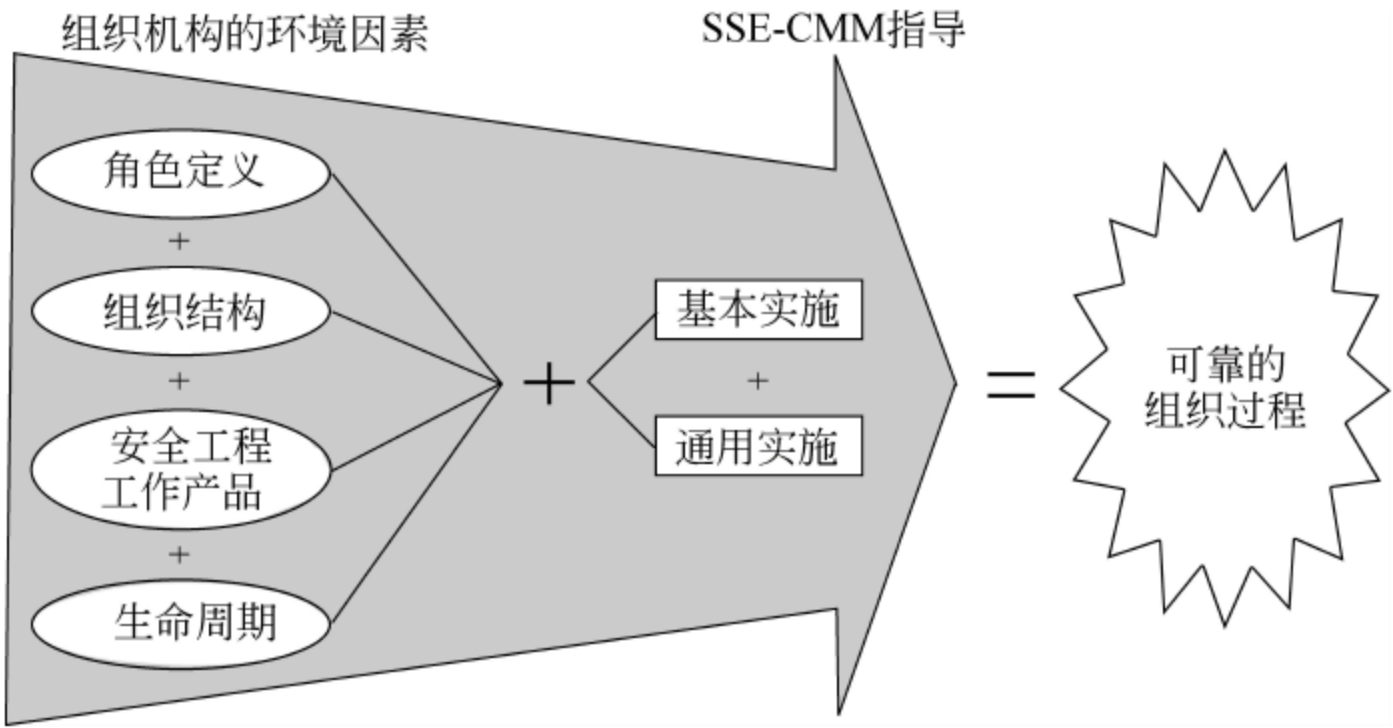 组织机构的环境因素
SSE-CMM指导
角色定义
+
组织结构
+
安全工程
工作产品
+
生命周期
+
基本实施
+
通用实施
=
可靠的
组织过程